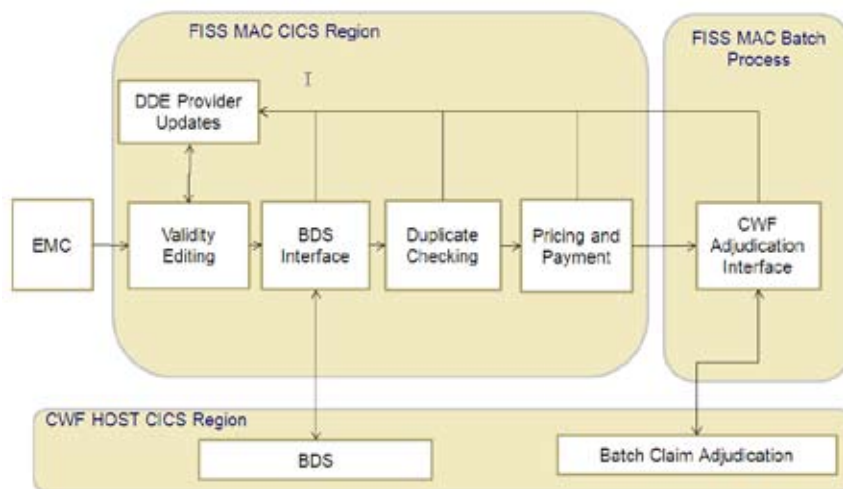 FISS MAC CICS Region
FISS MAC Batch
Process
DDE Provider
Updates
EMC
Validity
Editing
BDS
Interface
Duplicate
Checking
Pricing and
Payment
CWF
Adjudication
Interface
CWF HOST CICS Region
BDS
Batch Claim Adjudication